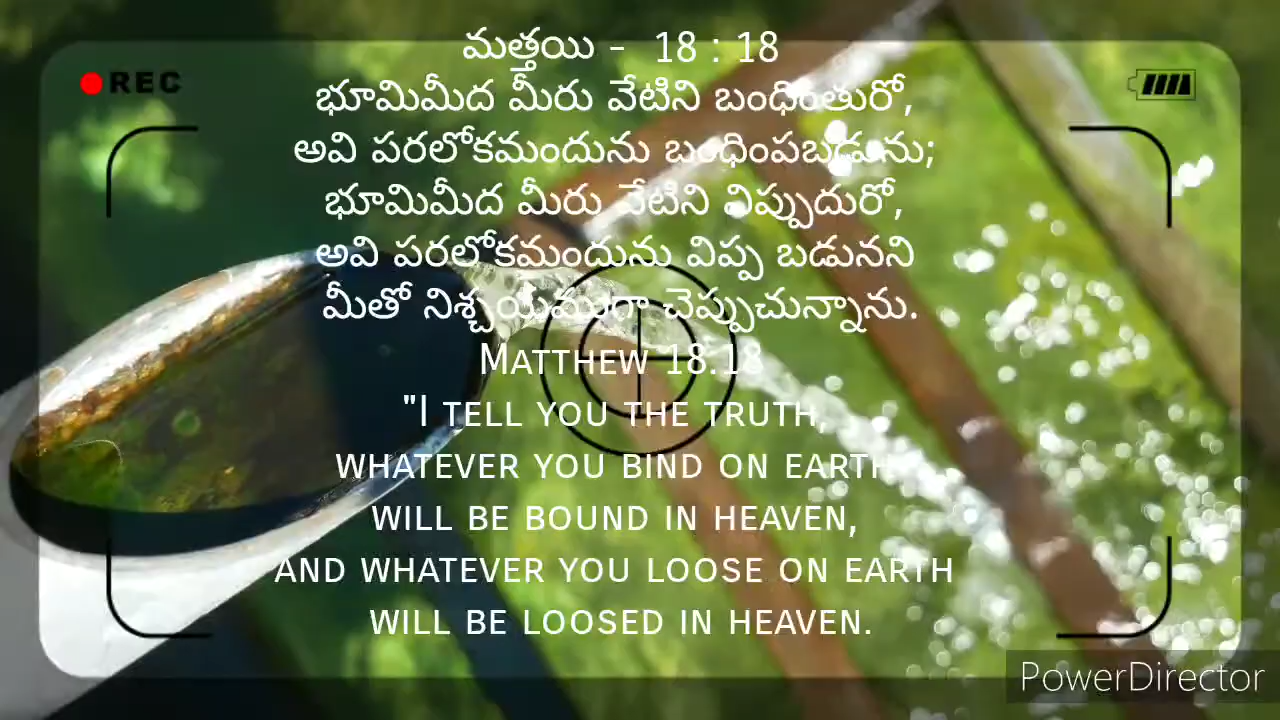 మత్తయి - 18 : 18
REC
భూమిమీద మీరు వేటిని బంధింతురో,
అవి పరలోకమందును బంధింపబడును;
భూమిమీద మీరు వేటిని విప్పుదురో,
అవి పరలోకమందును విప్ప బడునని
మీతో నిశ్చయముగా చెప్పుచున్నాను.
MATTHEW 18:18
"I TELL YOU THE TRUTH,
WHATEVER YOU BIND ON EARTH
WILL BE BOUND IN HEAVEN,
AND WHATEVER YOU LOOSE ON EARTH
WILL BE LOOSED IN HEAVEN.
PowerDirector